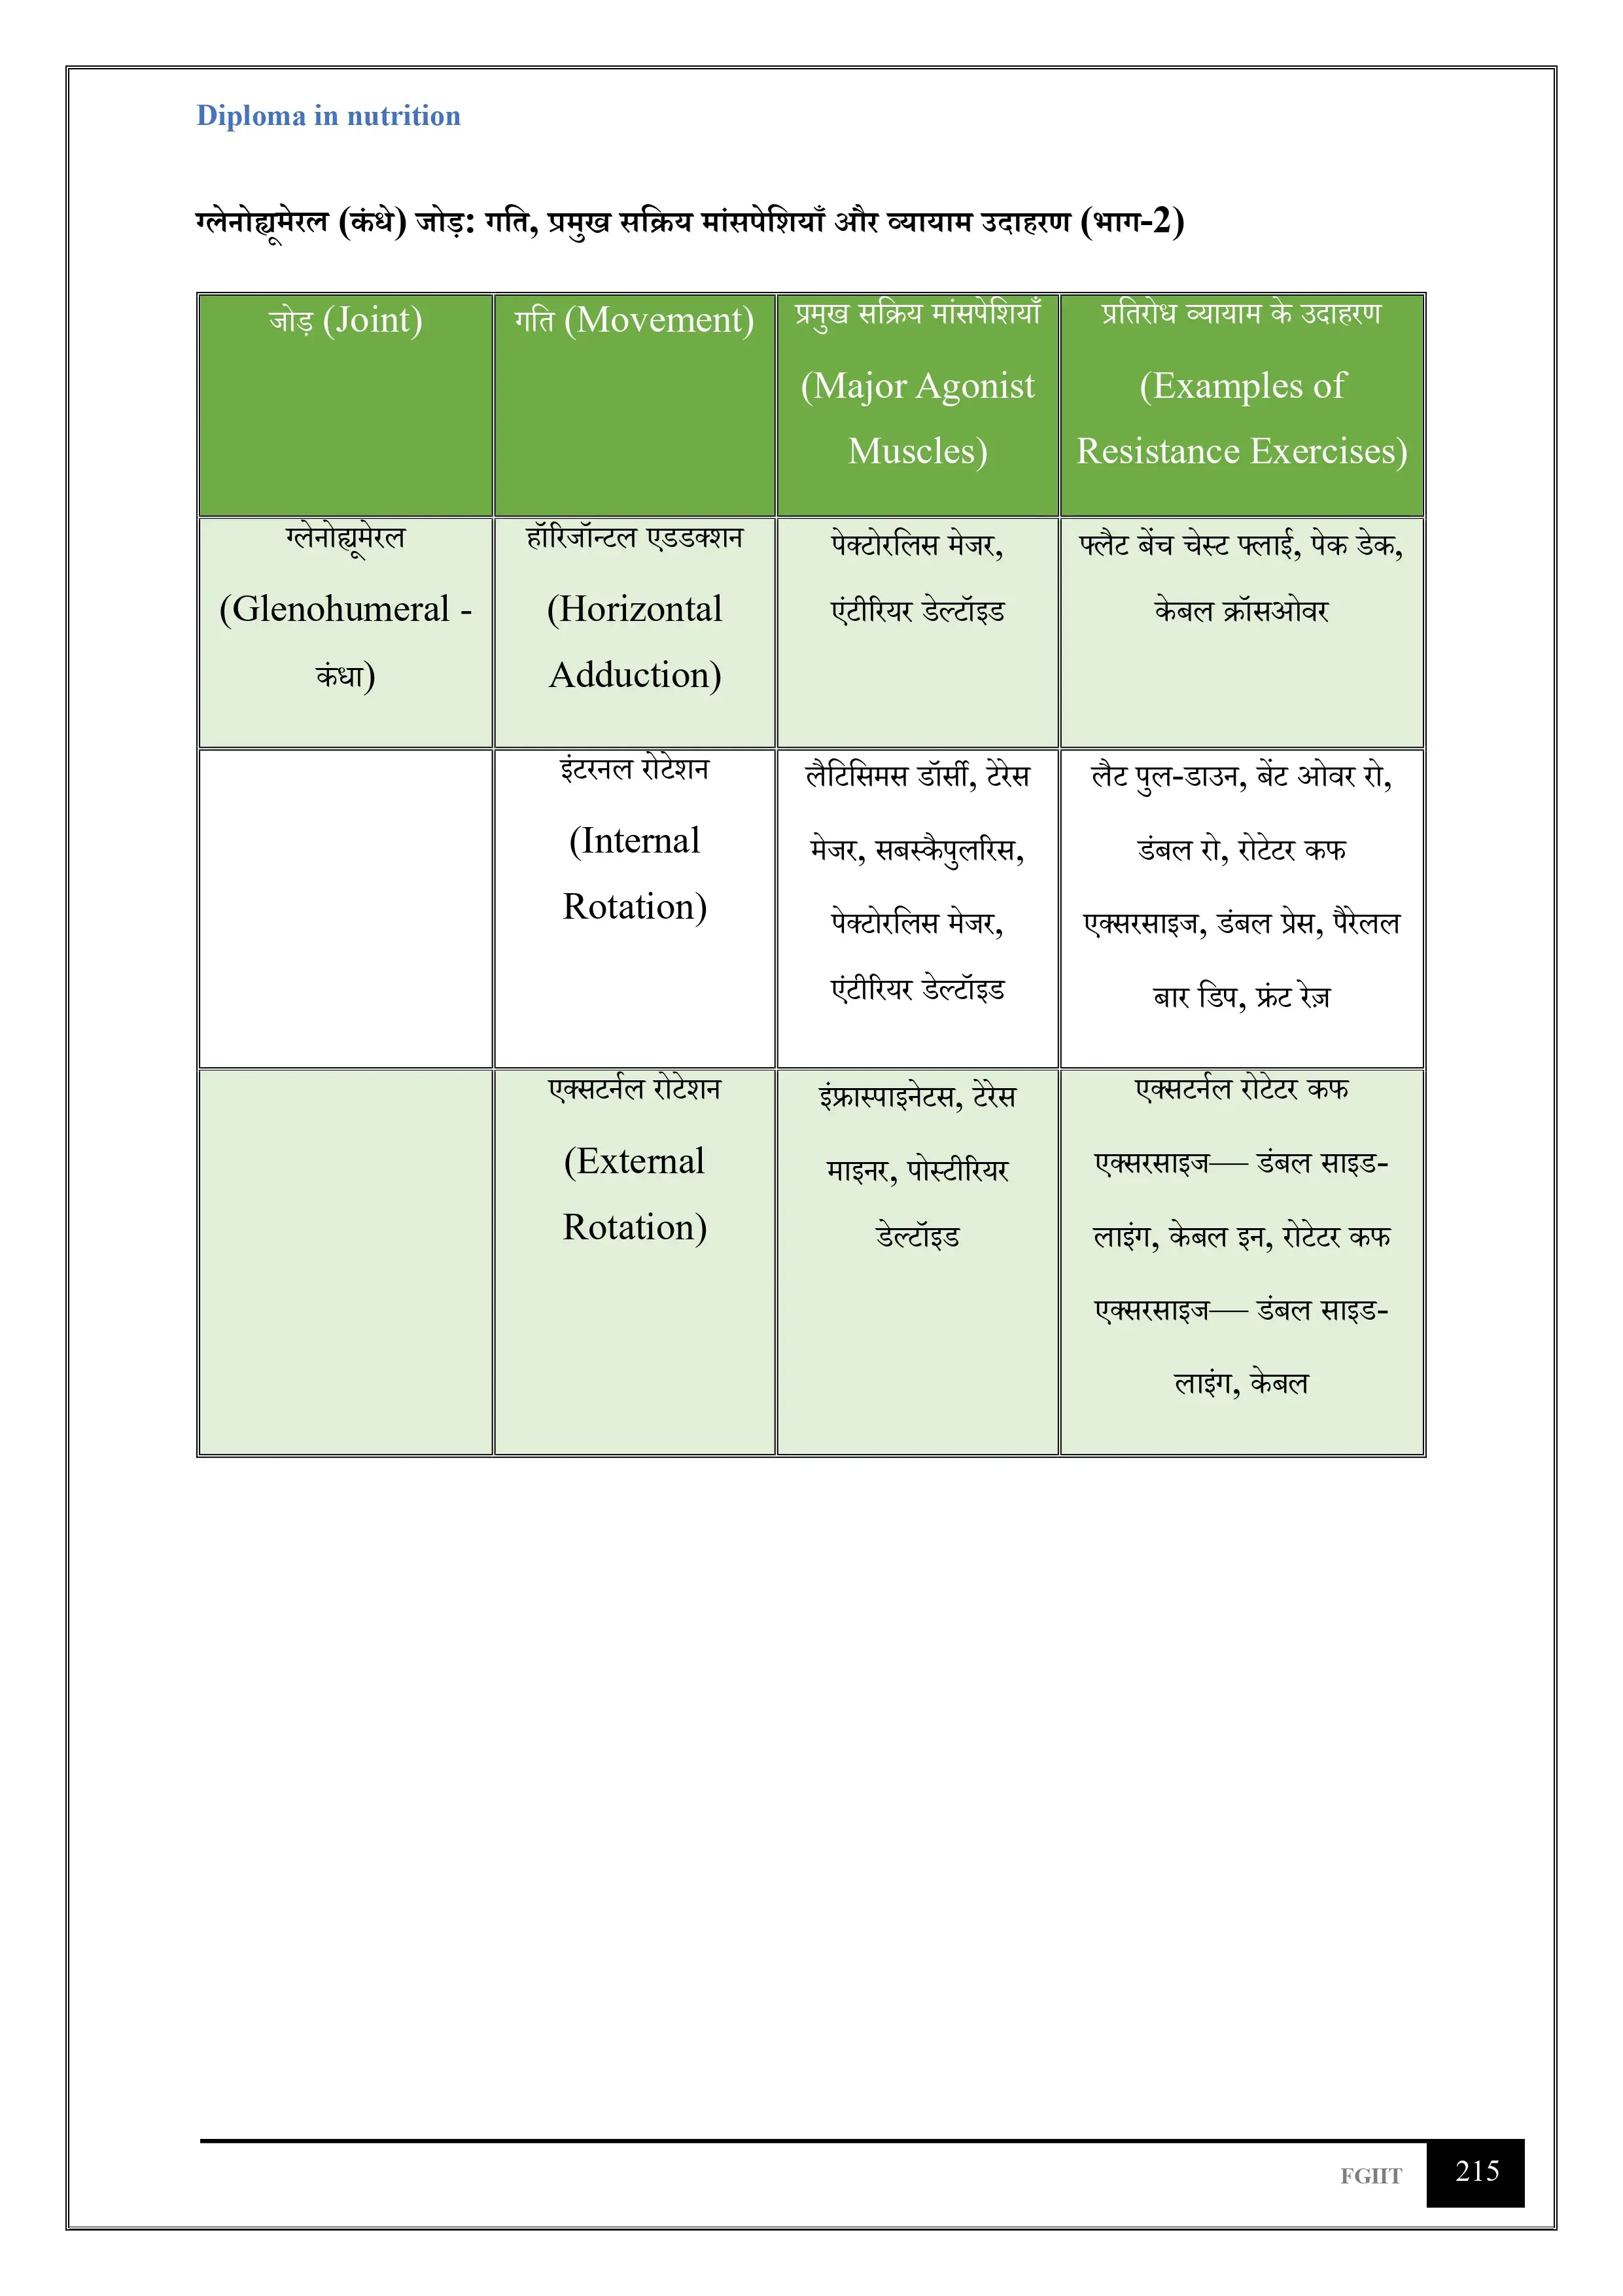 Diploma in nutrition
ग्लेनोह्यूमेरल (कंधे) जोड़: गति, प्रमुख सक्रिय मांसपेशियाँ और व्यायाम उदाहरण (भाग-2)
जोड़ (Joint)
गति (Movement)
प्रमुख सक्रिय मांसपेशियाँ
(Major Agonist
Muscles)
प्रतिरोध व्यायाम के उदाहरण
(Examples of
Resistance Exercises)
ग्लेनोह्यूमेरल
(Glenohumeral -
कंधा)
हॉरिजॉन्टल एडडक्शन
(Horizontal
Adduction)
पेक्टोरलिस मेजर,
एंटीरियर डेल्टॉइड
फ्लैट बेंच चेस्ट फ्लाई, पेक डेक,
केबल क्रॉसओवर
इंटरनल रोटेशन
(Internal
Rotation)
लैटिसिमस डॉर्सी, टेरेस
मेजर, सबस्कैपुलरिस,
पेक्टोरलिस मेजर,
एंटीरियर डेल्टॉइड
लैट पुल-डाउन, बेंट ओवर रो,
डंबल रो, रोटेटर कफ
एक्सरसाइज, डंबल प्रेस, पैरेलल
बार डिप, फ्रंट रेज़
एक्सटर्नल रोटेशन
(External
Rotation)
इंफ्रास्पाइनेटस, टेरेस
माइनर, पोस्टीरियर
डेल्टॉइड
एक्सटर्नल रोटेटर कफ
एक्सरसाइज— डंबल साइड-
लाइंग, केबल इन, रोटेटर कफ
एक्सरसाइज— डंबल साइड-
लाइंग, केबल
FGIIT
215